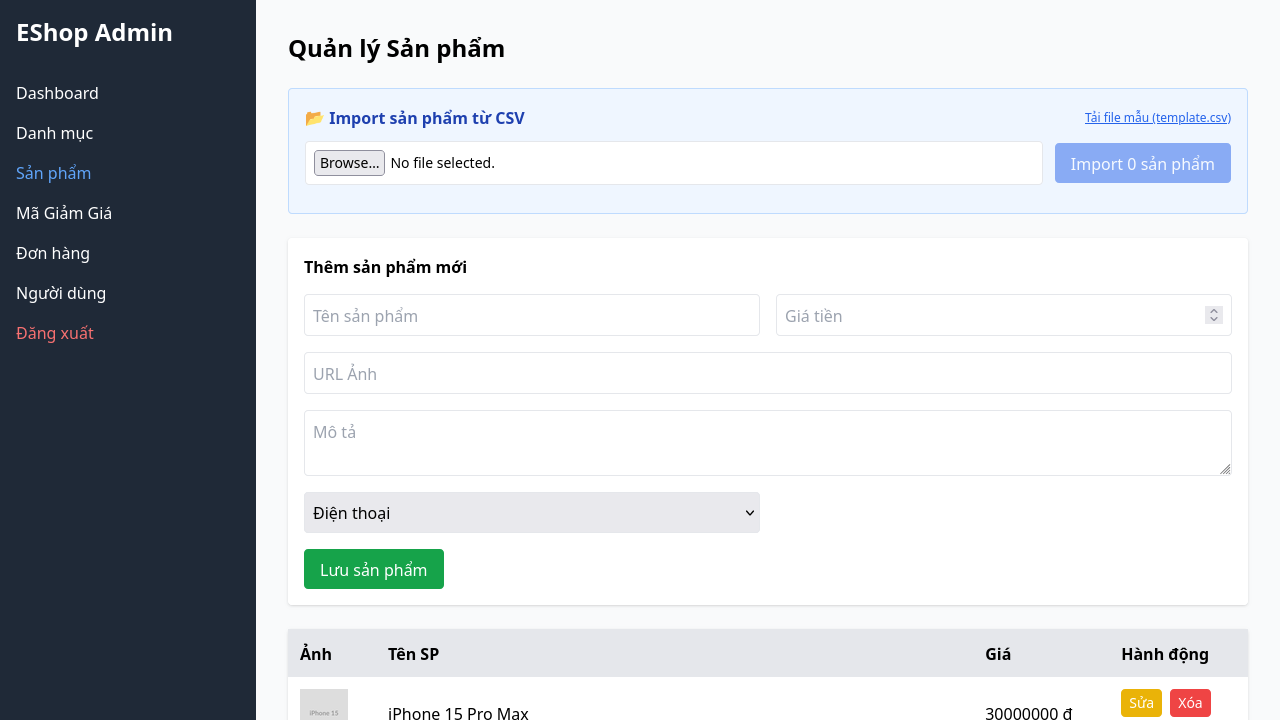 EShop Admin
Dashboard
Danh mục
Sản phẩm
Mã Giảm Giá
Đơn hàng
Người dùng
Đăng xuất
Quản lý Sản phẩm
📂 Import sản phẩm từ CSV
Tải file mẫu (template.csv)
Browse... No file selected.
Import 0 sản phẩm
Thêm sản phẩm mới
Tên sản phẩm
Giá tiền
URL Ảnh
Mô tả
Điện thoại
Lưu sản phẩm
Ảnh Tên SP Giá Hành động
iPhone 15
iPhone 15 Pro Max 30000000 đ Sửa Xóa